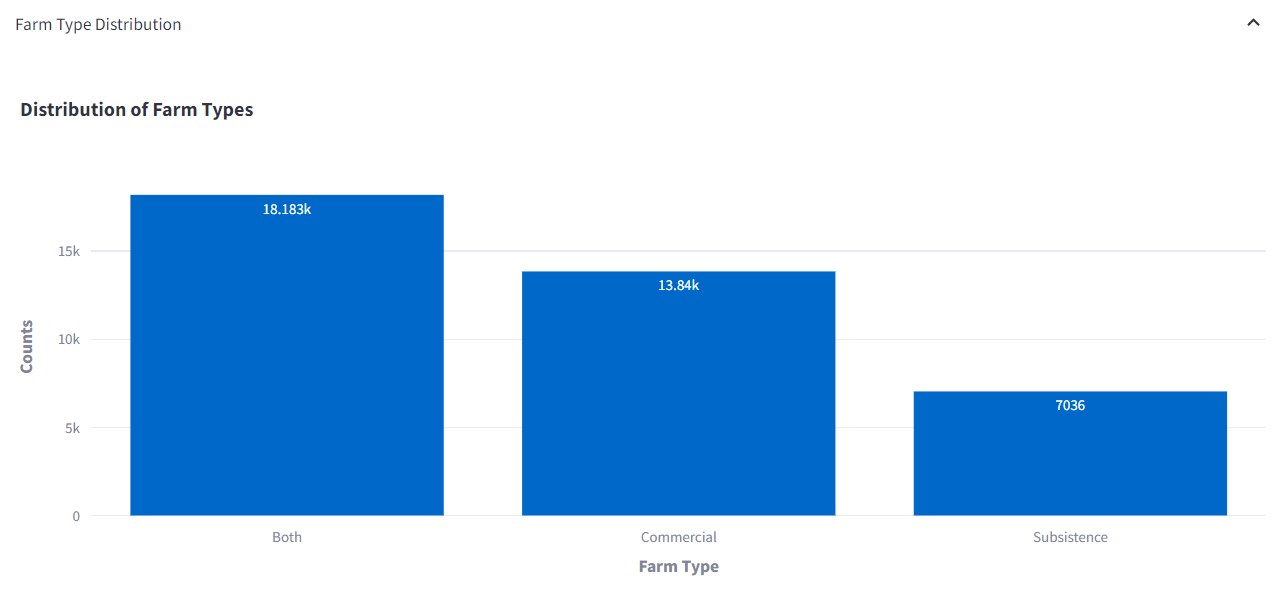 Farm Type Distribution
Distribution of Farm Types
18.183k
15k
13.84k
10k
Counts
7036
5k
0
Both Commercial Subsistence
Farm Type